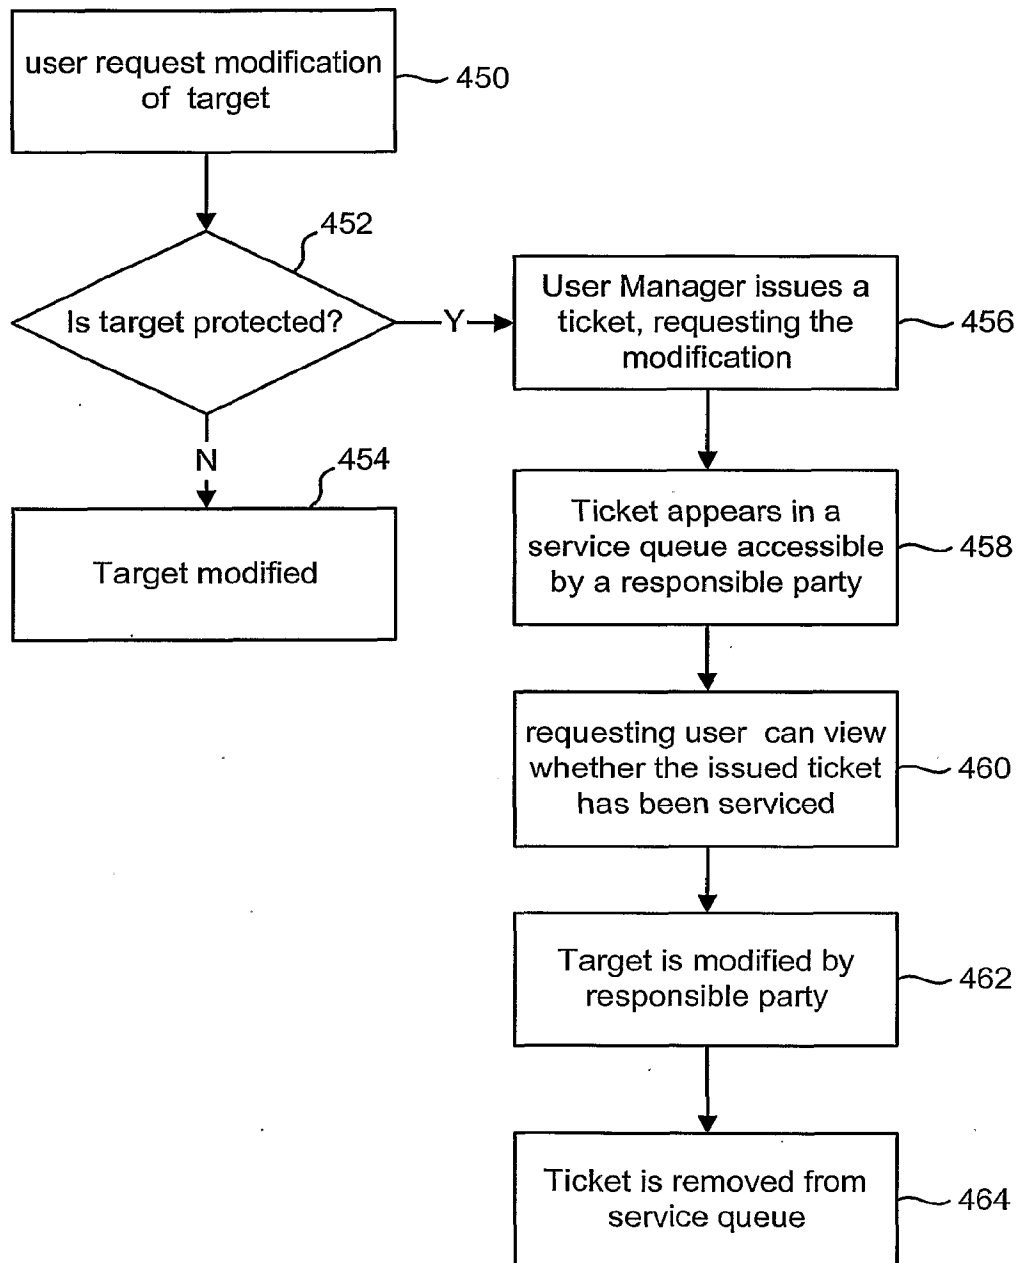 user request modification
of target
450
452
Is target protected?
Y
N
454
Target modified
User Manager issues a
ticket, requesting the
modification
456
Ticket appears in a
service queue accessible
by a responsible party
458
requesting user can view
whether the issued ticket
has been serviced
460
Target is modified by
responsible party
462
Ticket is removed from
service queue
464